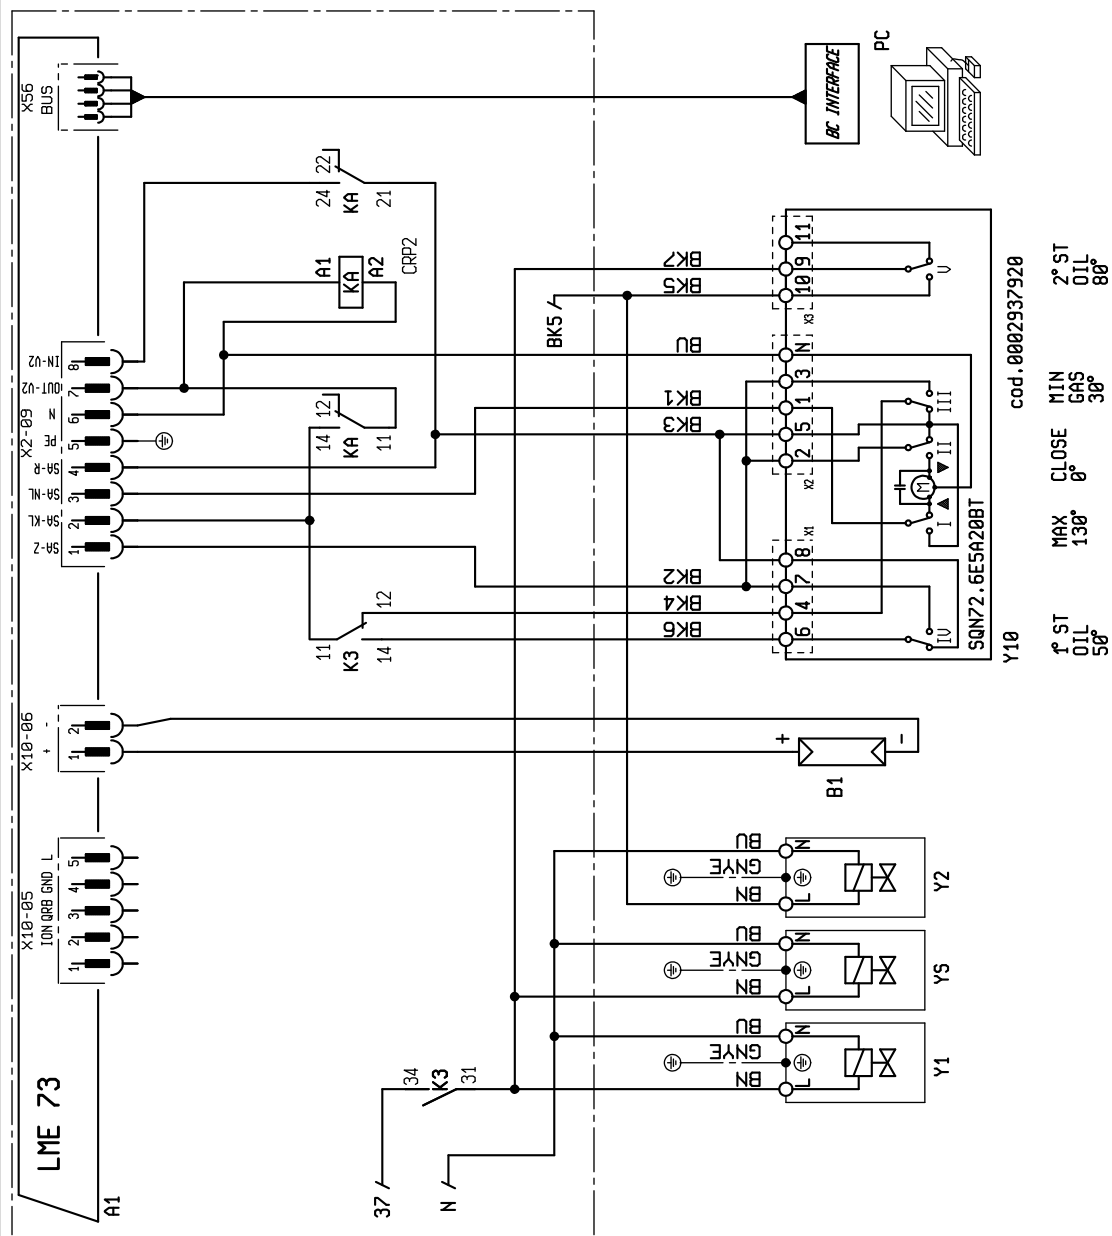 X56
BUS
BC INTERFACE
PC
22
24
KA
21
A1
KA
A2
CRP2
X2-09
8 IN-V2
7 OUT-V2
6 N
5 PE
4 SA-R
3 SA-NL
2 SA-KL
1 SA-Z
12
14
KA
11
BK5
BK7
BK5
BU
BK1
BK3
BK2
BK4
BK6
11
9
10
X3
N
3
1
5
2
X2
X1
8
7
4
6
V
III
II
M
I
IV
SQN72.6E5A20BT
Y10
cod.0002937920
2° ST
OIL
80°
MIN
GAS
30°
CLOSE
0°
MAX
130°
1° ST
OIL
50°
12
11
K3
14
X10-06
2 -
1 +
+
-
B1
X10-05
5 L
4 GND
3 QRB
2 ION
1
BU
GNYE
BN
N
L
Y2
BU
GNYE
BN
N
L
YS
BU
GNYE
BN
N
L
Y1
34
K3
31
37
N
LME 73
A1